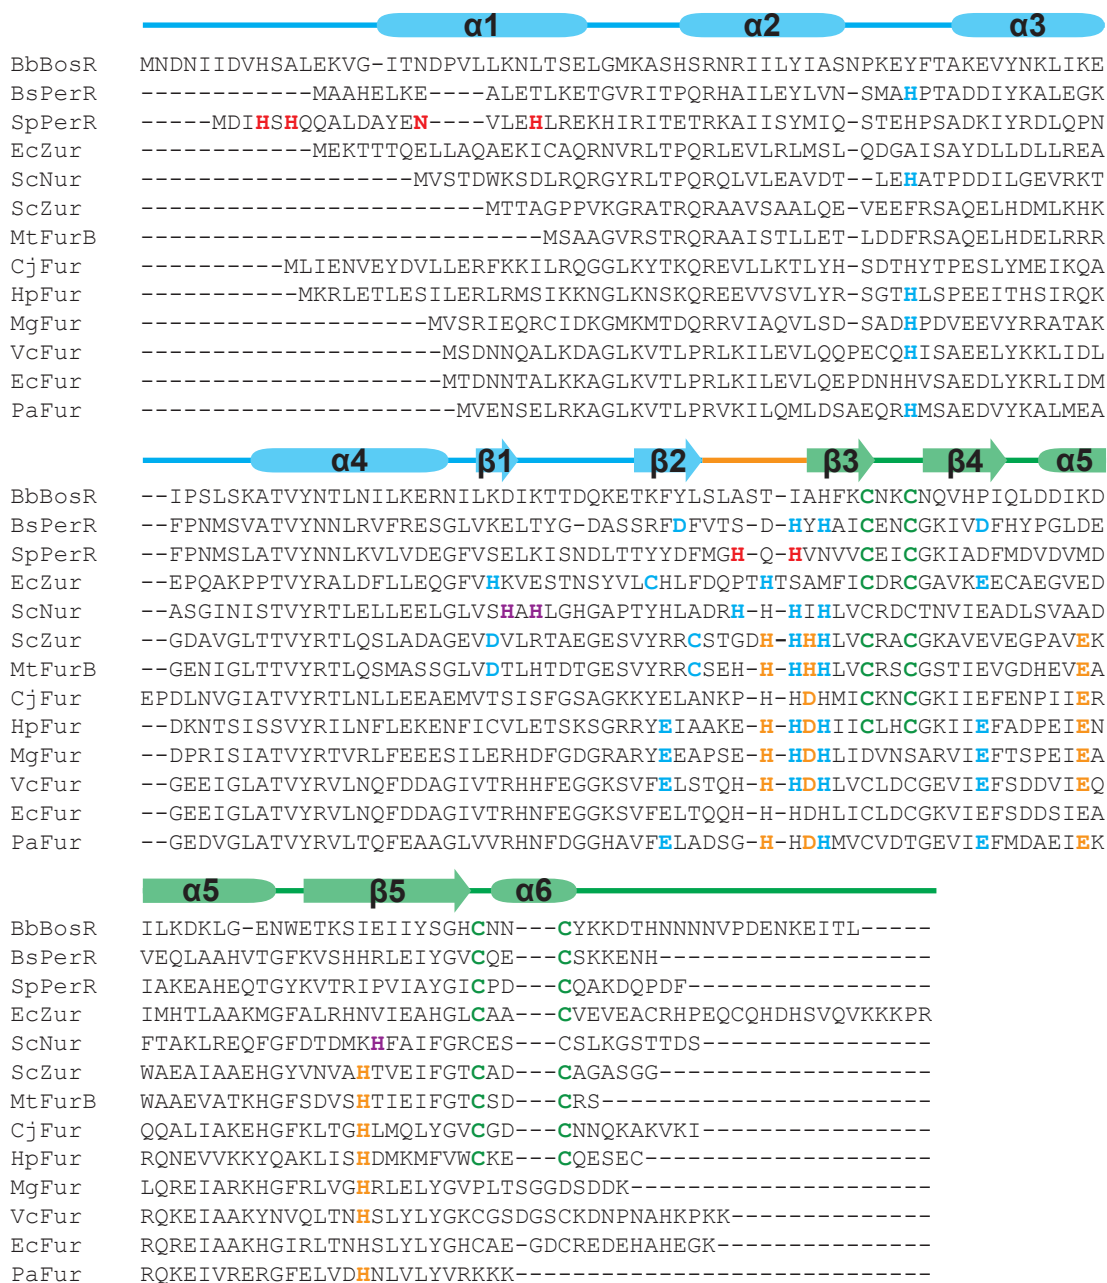 α1 α2 α3
BbBosR MNDNIIDVHSALEKVG-ITNDPVLLKNLTSELGMKASHSRNRIILYIASNPKEYFTAKEVYNKLIKE
BsPerR ------------MAAHELKE----ALETLKETGVRITPQRHAILEYLVN-SMAHPTADDIYKALEGK
SpPerR -----MDIHSHQQALDAYEN----VLEHLREKHIRITETRKAIISYMIQ-STEHPSADKIYRDLQPN
EcZur ------------MEKTTTQELLAQAEKICAQRNVRLTPQRLEVLRLMSL-QDGAISAYDLLDLLREA
ScNur -------------------MVSTDWKSDLRQRGYRLTPQRQLVLEAVDT--LEHATPDDILGEVRKT
ScZur ------------------------MTTAGPPVKGRATRQRAAVSAALQE-VEEFRSAQELHDMLKHK
MtFurB ----------------------------MSAAGVRSTRQRAAISTLLET-LDDFRSAQELHDELRRR
CjFur ----------MLIENVEYDVLLERFKKILRQGGLKYTKQREVLLKTLYH-SDTHYTPESLYMEIKQA
HpFur -----------MKRLETLESILERLRMSIKKNGLKNSKQREEVVSVLYR-SGTHLSPEEITHSIRQK
MgFur --------------------MVSRIEQRCIDKGMKMTDQRRVIAQVLSD-SADHPDVEEVYRRATAK
VcFur ---------------------MSDNNQALKDAGLKVTLPRLKILEVLQQPECQHISAEELYKKLIDL
EcFur ---------------------MTDNNTALKKAGLKVTLPRLKILEVLQEPDNHHVSAEDLYKRLIDM
PaFur ----------------------MVENSELRKAGLKVTLPRVKILQMLDSAEQRHMSAEDVYKALMEA
α4 β1 β2 β3 β4 α5
BbBosR --IPSLSKATVYNTLNILKERNILKDIKTTDQKETKFYLSLAST-IAHFKCNKCNQVHPIQLDDIKD
BsPerR --FPNMSVATVYNNLRVFRESGLVKELTYG-DASSRFDFVTS-D-HYHAICENCGKIVDFHYPGLDE
SpPerR --FPNMSLATVYNNLKVLVDEGFVSELKISNDLTTYYDFMGH-Q-HVNVVCEICGKIADFMDVDVMD
EcZur --EPQAKPPTVYRALDFLLEQGFVHKVESTNSYVLCHLFDQPTHTSAMFICDRCGAVKEECAEGVED
ScNur --ASGINISTVYRTLELLEELGLVSHAHLGHGAPTYHLADRH-H-HIHLVCRDCTNVIEADLSVAAD
ScZur --GDAVGLTTVYRTLQSLADAGEVDVLRTAEGESVYRRCSTGDH-HHHLVCRACGKAVEVEGPAVEK
MtFurB --GENIGLTTVYRTLQSMASSGLVDTLHTDTGESVYRRCSEH-H-HHHLVCRSCGSTIEVGDHEVEA
CjFur EPDLNVGIATVYRTLNLLEEAEMVTSISFGSAGKKYELANKP-H-HDHMICKNCGKIIEFENPIIER
HpFur --DKNTSISSVYRILNFLEKENFICVLETSKSGRRYEIAAKE-H-HDHIICLHCGKIIEFADPEIEN
MgFur --DPRISIATVYRTVRLFEEESILERHDFGDGRARYEEAPSE-H-HDHLIDVNSARVIEFTSPEIEA
VcFur --GEEIGLATVYRVLNQFDDAGIVTRHHFEGGKSVFELSTQH-H-HDHLVCLDCGEVIEFSDDVIEQ
EcFur --GEEIGLATVYRVLNQFDDAGIVTRHNFEGGKSVFELTQQH-H-HDHLICLDCGKVIEFSDDSIEA
PaFur --GEDVGLATVYRVLTQFEAAGLVVRHNFDGGHAVFELADSG-H-HDHMVCVDTGEVIEFMDAEIEK
α5 β5 α6
BbBosR ILKDKLG-ENWETKSIEIIYSGHCNN---CYKKDTHNNNNNVPDENKEITL-----
BsPerR VEQLAAHVTGFKVSHHRLEIYGVCQE---CSKKENH-------------------
SpPerR IAKEAHEQTGYKVTRIPVIAYGICPD---CQAKDQPDF-----------------
EcZur IMHTLAAKMGFALRHNVIEAHGLCAA---CVEVEACRHPEQCQHDHSVQVKKKPR
ScNur FTAKLREQFGFDTDMKHFAIFGRCES---CSLKGSTTDS----------------
ScZur WAEAIAAEHGYVNVAHTVEIFGTCAD---CAGASGG-------------------
MtFurB WAAEVATKHGFSDVSHTIEIFGTCSD---CRS-----------------------
CjFur QQALIAKEHGFKLTGHLMQLYGVCGD---CNNQKAKVKI----------------
HpFur RQNEVVKKYQAKLISHDMKMFVWCKE---CQESEC--------------------
MgFur LQREIARKHGFRLVGHRLELYGVPLTSGGDSDDK---------------------
VcFur RQKEIAAKYNVQLTNHSLYLYGKCGSDGSCKDNPNAHKPKK--------------
EcFur RQREIAAKHGIRLTNHSLYLYGHCAE-GDCREDEHAHEGK---------------
PaFur RQKEIVRERGFELVDHNLVLYVRKKK-----------------------------